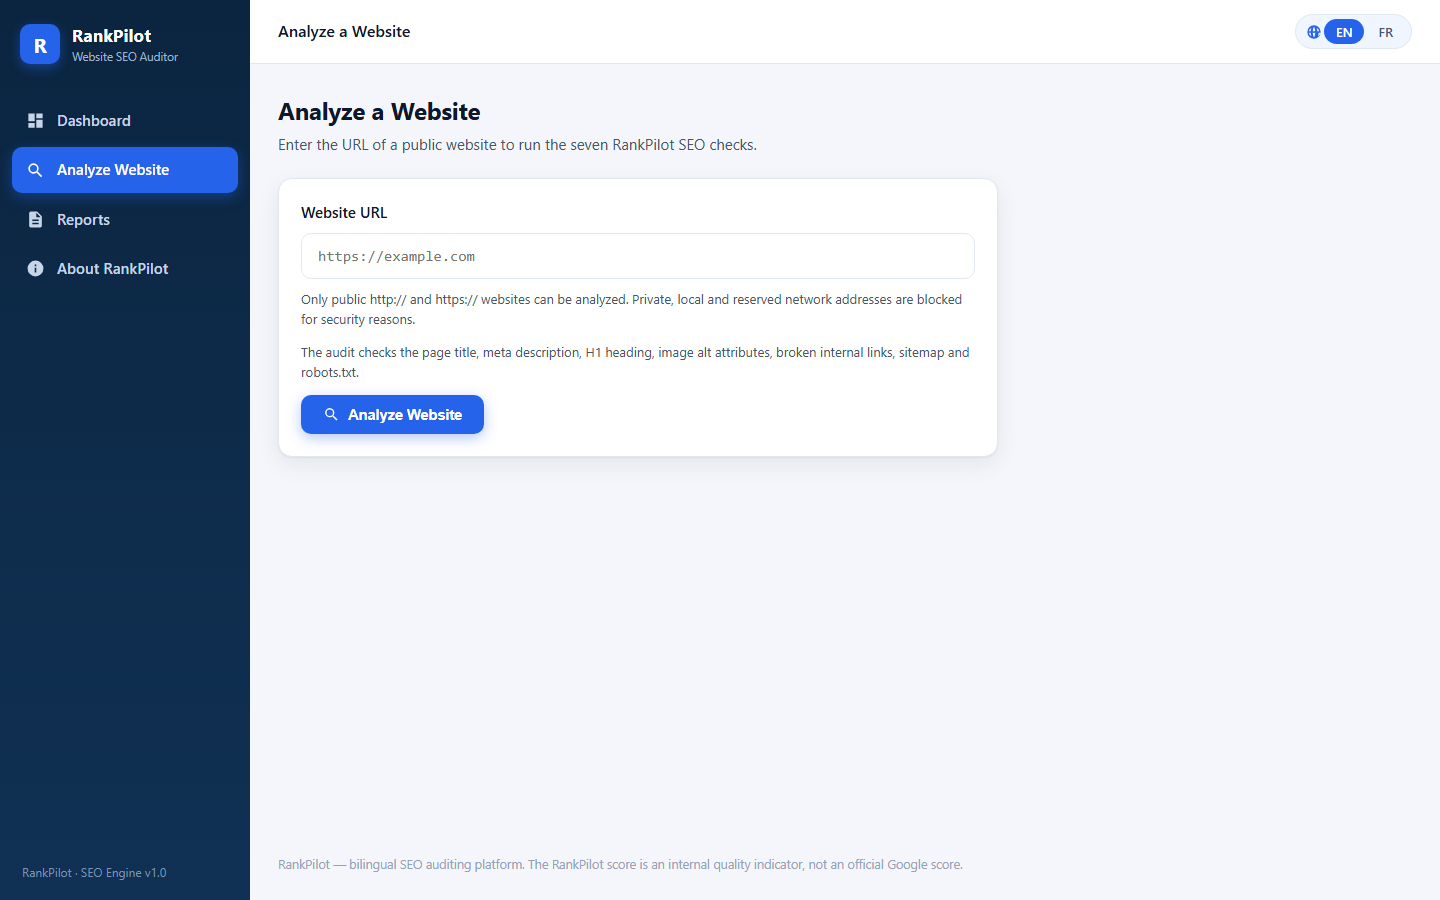 R
RankPilot
Website SEO Auditor
Dashboard
Analyze Website
Reports
About RankPilot
RankPilot · SEO Engine v1.0
Analyze a Website
EN
FR
Analyze a Website
Enter the URL of a public website to run the seven RankPilot SEO checks.
Website URL
https://example.com
Only public http:// and https:// websites can be analyzed. Private, local and reserved network addresses are blocked
for security reasons.
The audit checks the page title, meta description, H1 heading, image alt attributes, broken internal links, sitemap and
robots.txt.
Analyze Website
RankPilot — bilingual SEO auditing platform. The RankPilot score is an internal quality indicator, not an official Google score.